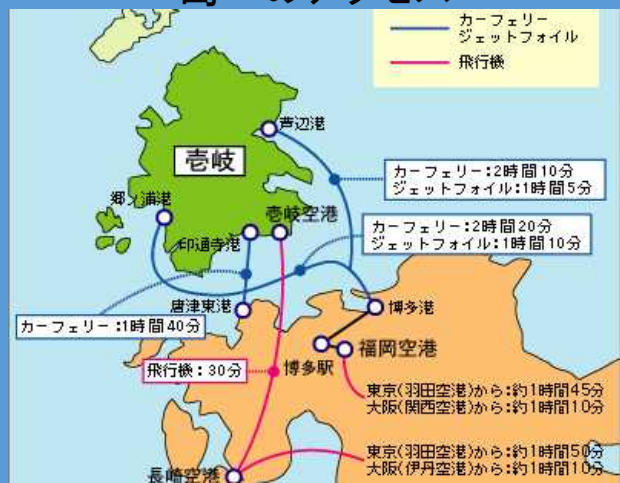 カーフェリー
ジェットフォイル
飛行機
芦辺港
壱岐
カーフェリー:2時間10分
ジェットフォイル:1時間5分
郷ノ浦港
壱岐空港
カーフェリー:2時間20分
ジェットフォイル:1時間10分
印通寺港
唐津東港
博多港
カーフェリー:1時間40分
福岡空港
飛行機:30分
博多駅
東京(羽田空港)から:約1時間45分
大阪(関西空港)から:約1時間10分
東京(羽田空港)から:約1時間50分
大阪(伊丹空港)から:約1時間10分
長崎空港